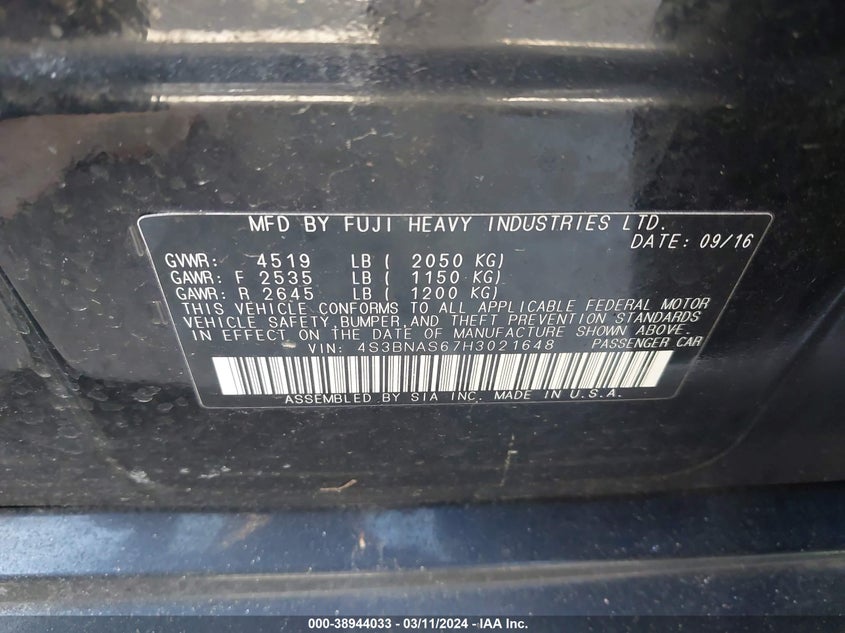 MFD BY FUJI HEAVY INDUSTRIES LTD.
DATE: 09/16
GVWR: 4519 LB ( 2050 KG)
GAWR: F 2535 LB ( 1150 KG)
GAWR: R 2645 LB ( 1200 KG)
THIS VEHICLE CONFORMS TO ALL APPLICABLE FEDERAL MOTOR
VEHICLE SAFETY, BUMPER, AND THEFT PREVENTION STANDARDS
IN EFFECT ON THE DATE OF MANUFACTURE SHOWN ABOVE.
VIN: 4S3BNAS67H3021648 PASSENGER CAR
ASSEMBLED BY SIA INC. MADE IN U.S.A.
000-38944033 - 03/11/2024 - IAA Inc.